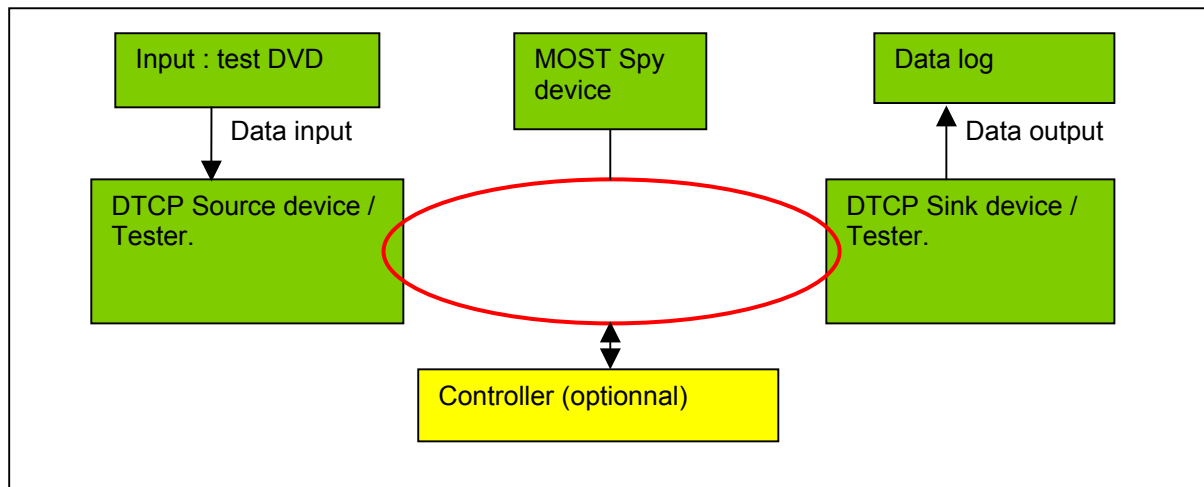 Input : test DVD
MOST Spy
device
Data log
Data input
Data output
DTCP Source device /
Tester.
DTCP Sink device /
Tester.
Controller (optionnal)